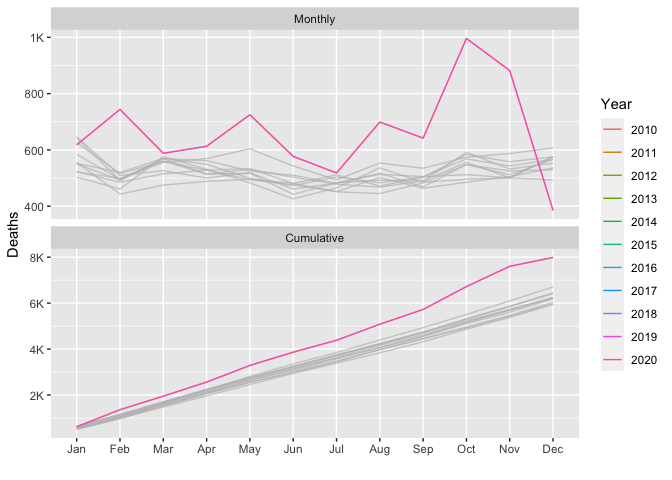 Monthly
1K
800
600
400
Deaths
Cumulative
8K
6K
4K
2K
Jan Feb Mar Apr May Jun Jul Aug Sep Oct Nov Dec
Year
2010
2011
2012
2013
2014
2015
2016
2017
2018
2019
2020